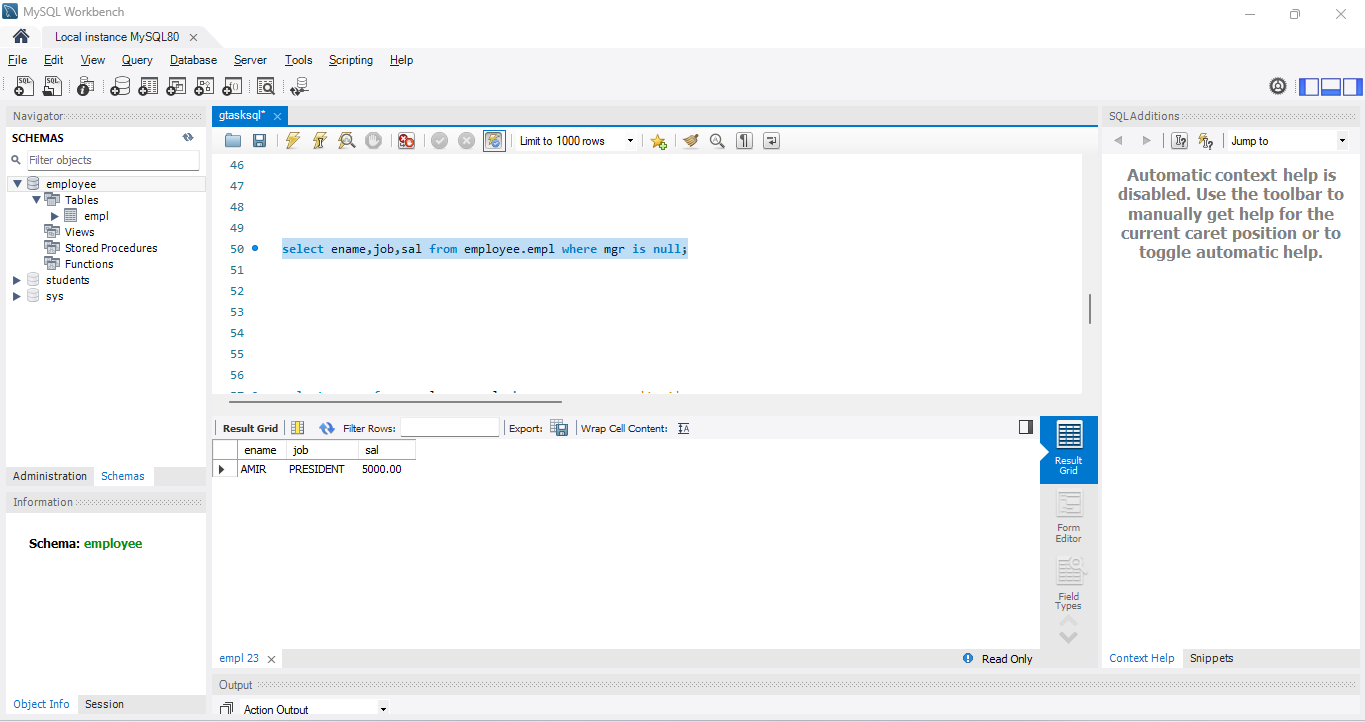 MySQL Workbench
Local instance MySQL80
File Edit View Query Database Server Tools Scripting Help
Navigator
SCHEMAS
Filter objects
employee
Tables
empl
Views
Stored Procedures
Functions
students
sys
Administration Schemas
Information
Schema: employee
Object Info Session
gtasksql*
Limit to 1000 rows
46
47
48
49
50 select ename,job,sal from employee.empl where mgr is null;
51
52
53
54
55
56
Result Grid Filter Rows: Export: Wrap Cell Content:
ename job sal
AMIR PRESIDENT 5000.00
Result
Grid
Form
Editor
Field
Types
empl 23 Read Only
Output
Action Output
SQLAdditions
Jump to
Automatic context help is
disabled. Use the toolbar to
manually get help for the
current caret position or to
toggle automatic help.
Context Help Snippets